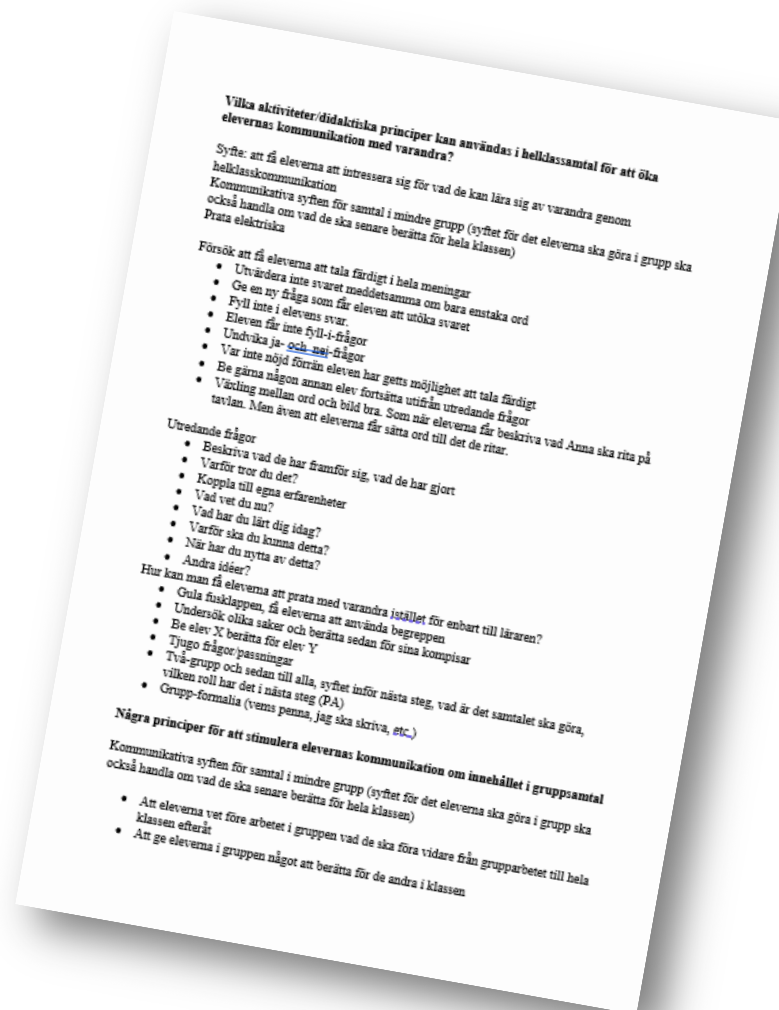 Vilka aktiviteter/didaktiska principer kan användas i helklassamtal för att öka
elevernas kommunikation med varandra?
Syfte: att få eleverna att intressera sig för vad de kan lära sig av varandra genom
helklasskommunikation
Kommunikativa syften för samtal i mindre grupp (syftet för det eleverna ska göra i grupp ska
också handla om vad de ska senare berätta för hela klassen)
Prata elektriska
Försök att få eleverna att tala färdigt i hela meningar
• Utvärdera inte svaret meddetsamma om bara enstaka ord
• Ge en ny fråga som får eleven att utöka svaret
• Fyll inte i elevens svar.
• Eleven får inte fyll-i-frågor
• Undvika ja- och nej-frågor
• Var inte nöjd förrän eleven har getts möjlighet att tala färdigt
• Be gärna någon annan elev fortsätta utifrån utredande frågor
• Växling mellan ord och bild bra. Som när eleverna får beskriva vad Anna ska rita på
tavlan. Men även att eleverna får sätta ord till det de ritar.
Utredande frågor
• Beskriva vad de har framför sig, vad de har gjort
• Varför tror du det?
• Koppla till egna erfarenheter
• Vad vet du nu?
• Vad har du lärt dig idag?
• Varför ska du kunna detta?
• När har du nytta av detta?
• Andra idéer?
Hur kan man få eleverna att prata med varandra istället för enbart till läraren?
• Gula fusklappen, få eleverna att använda begreppen
• Undersök olika saker och berätta sedan för sina kompisar
• Be elev X berätta för elev Y
• Tjugo frågor/passningar
• Två-grupp och sedan till alla, syftet inför nästa steg, vad är det samtalet ska göra,
vilken roll har det i nästa steg (PA)
• Grupp-formalia (vems penna, jag ska skriva, etc.)
Några principer för att stimulera elevernas kommunikation om innehållet i gruppsamtal
Kommunikativa syften för samtal i mindre grupp (syftet för det eleverna ska göra i grupp ska
också handla om vad de ska senare berätta för hela klassen)
• Att eleverna vet före arbetet i gruppen vad de ska föra vidare från grupparbetet till hela
klassen efteråt
• Att ge eleverna i gruppen något att berätta för de andra i klassen